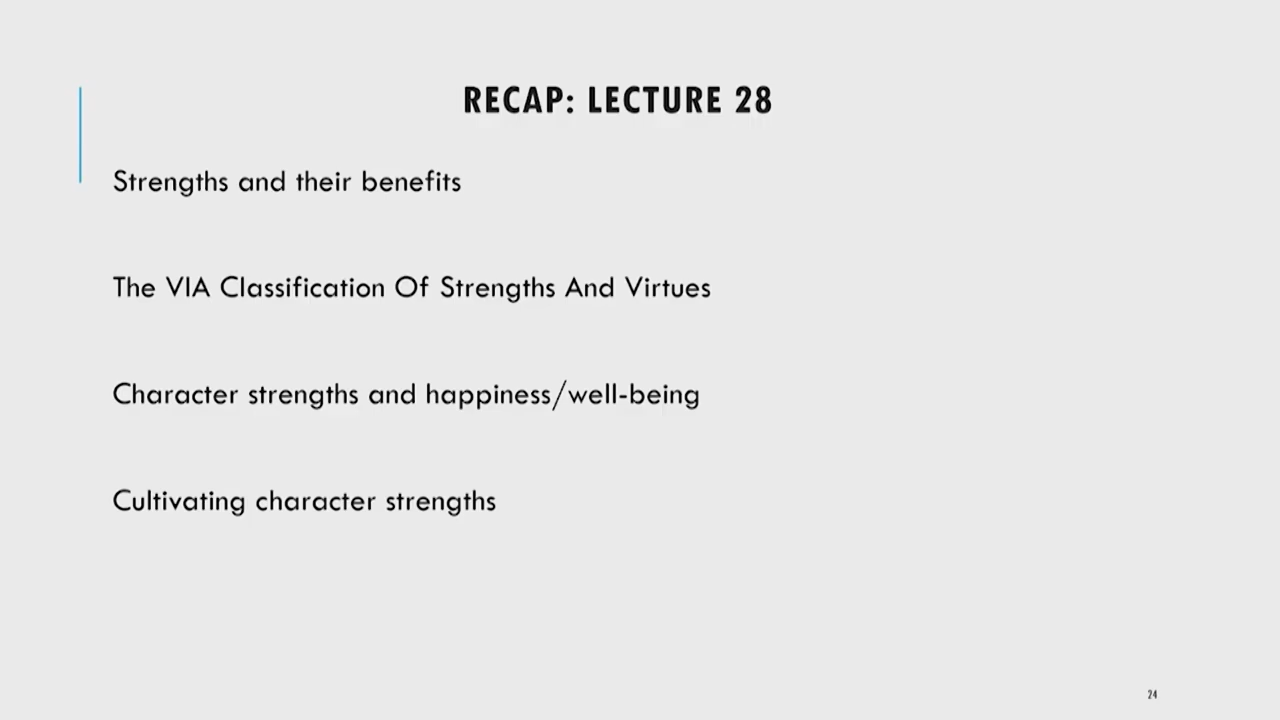 RECAP: LECTURE 28
Strengths and their benefits
The VIA Classification Of Strengths And Virtues
Character strengths and happiness/well-being
Cultivating character strengths
24